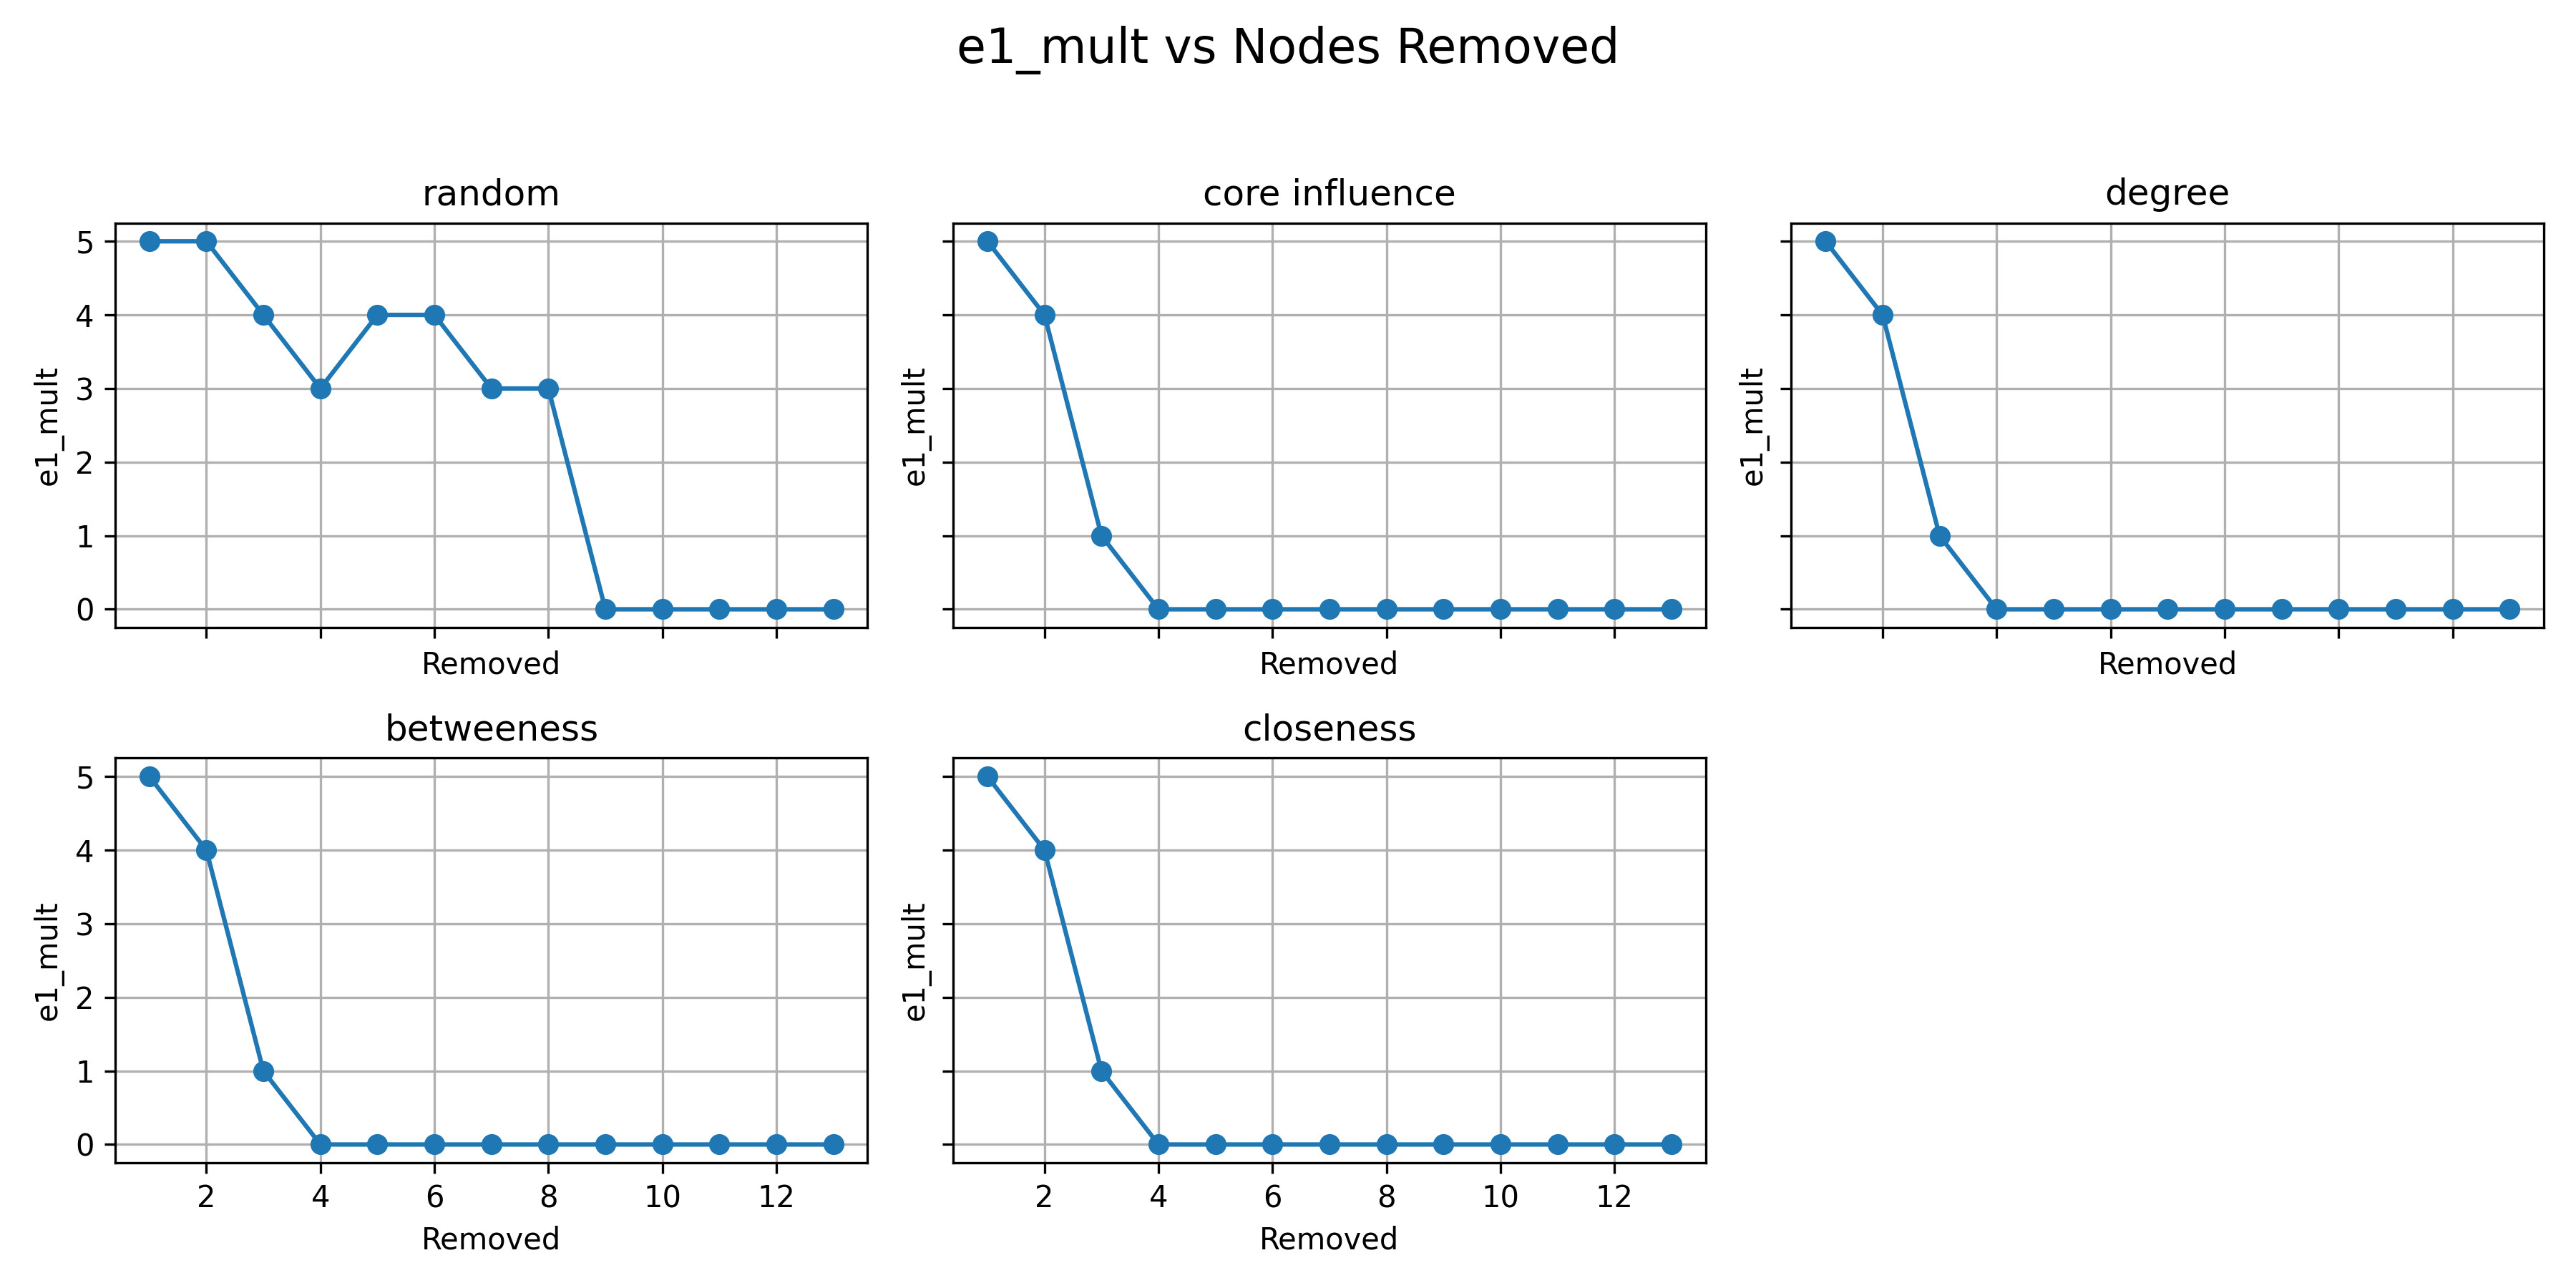 e1_mult vs Nodes Removed
random
core influence
degree
5
4
3
2
1
0
e1_mult
e1_mult
e1_mult
Removed
Removed
Removed
betweeness
closeness
5
4
3
2
1
0
e1_mult
e1_mult
2 4 6 8 10 12
2 4 6 8 10 12
Removed
Removed